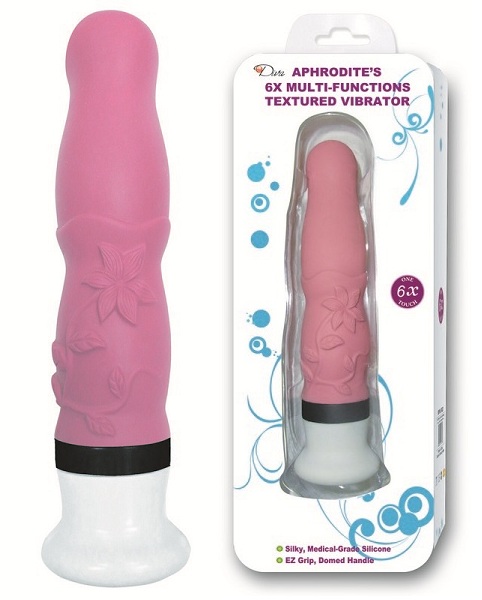 Diva APHRODITE'S
6X MULTI-FUNCTIONS
TEXTURED VIBRATOR
ONE
6x
TOUCH
Silky, Medical-Grade Silicone
EZ Grip, Domed Handle